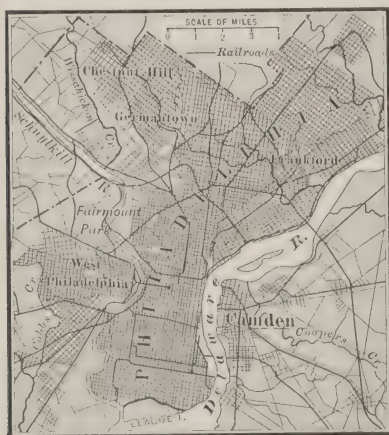 SCALE OF MILES
0 1 2 3
Railroads
Chestnut Hill
Wissahickon C.
Germantown
Schuylkill R.
Frankford
PHILADELPHIA
Fairmount
Park
West
Philadelphia
C.
Delaware R.
Camden
Coopers
Cr.
LEAGUE I.